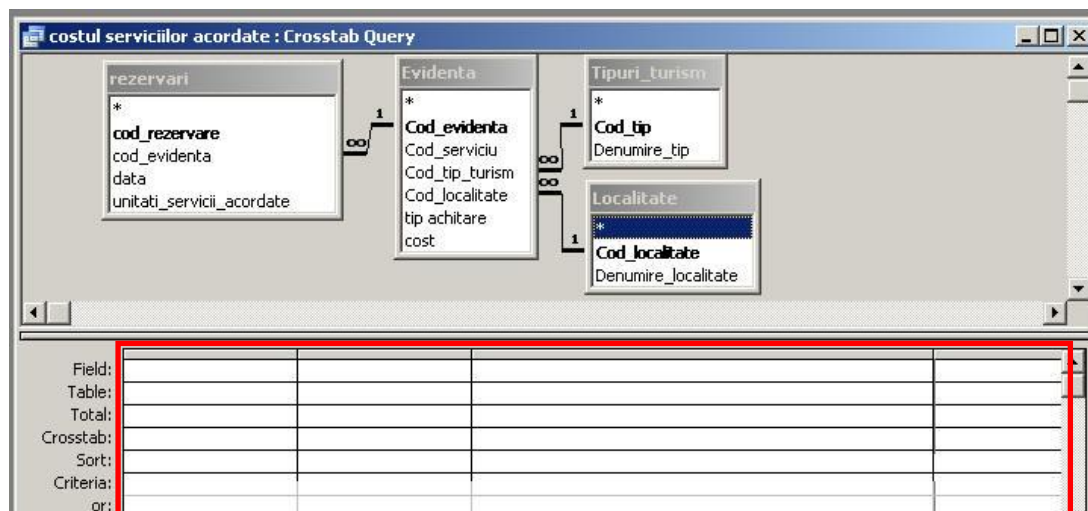 costul serviciilor acordate : Crosstab Query
rezervari
*
cod_rezervare
cod_evidenta
data
unitati_servicii_acordate
1
∞
Evidenta
*
Cod_evidenta
Cod_serviciu
Cod_tip_turism
Cod_localitate
tip achitare
cost
1
∞
∞
1
Tipuri_turism
*
Cod_tip
Denumire_tip
Localitate
*
Cod_localitate
Denumire_localitate
Field:
Table:
Total:
Crosstab:
Sort:
Criteria:
or: